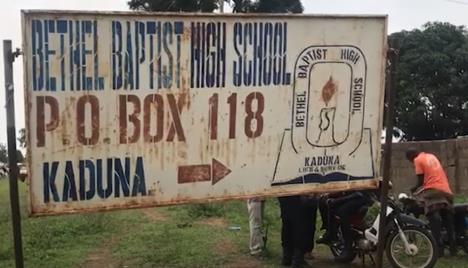 BETHEL BAPTIST HIGH SCHOOL
P.O. BOX 118
KADUNA
BETHEL BAPTIST HIGH SCHOOL
KADUNA